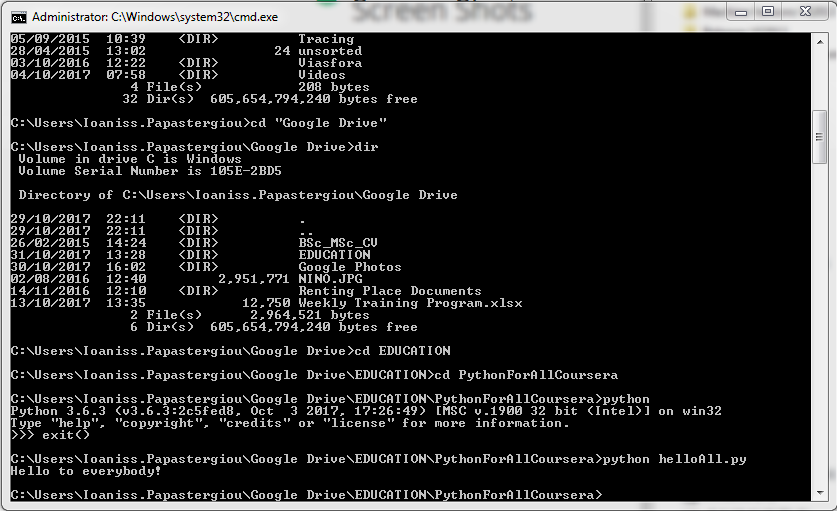 Screen Shots
Administrator: C:\Windows\system32\cmd.exe
05/09/2015  10:39    <DIR>          Tracing
28/04/2015  13:02                24 unsorted
03/10/2016  12:22    <DIR>          Viasfora
04/10/2017  07:58    <DIR>          Videos
               4 File(s)            208 bytes
              32 Dir(s)  605,654,794,240 bytes free
C:\Users\Ioaniss.Papastergiou>cd "Google Drive"
C:\Users\Ioaniss.Papastergiou\Google Drive>dir
 Volume in drive C is Windows
 Volume Serial Number is 105E-2BD5
 Directory of C:\Users\Ioaniss.Papastergiou\Google Drive
29/10/2017  22:11    <DIR>          .
29/10/2017  22:11    <DIR>          ..
26/02/2015  14:24    <DIR>          BSc_MSc_CV
31/10/2017  13:28    <DIR>          EDUCATION
30/10/2017  16:02    <DIR>          Google Photos
02/08/2016  12:40         2,951,771 NINO.JPG
14/11/2016  12:10    <DIR>          Renting Place Documents
13/10/2017  13:35            12,750 Weekly Training Program.xlsx
               2 File(s)      2,964,521 bytes
               6 Dir(s)  605,654,794,240 bytes free
C:\Users\Ioaniss.Papastergiou\Google Drive>cd EDUCATION
C:\Users\Ioaniss.Papastergiou\Google Drive\EDUCATION>cd PythonForAllCoursera
C:\Users\Ioaniss.Papastergiou\Google Drive\EDUCATION\PythonForAllCoursera>python
Python 3.6.3 (v3.6.3:2c5fed8, Oct  3 2017, 17:26:49) [MSC v.1900 32 bit (Intel)] on win32
Type "help", "copyright", "credits" or "license" for more information.
>>> exit()
C:\Users\Ioaniss.Papastergiou\Google Drive\EDUCATION\PythonForAllCoursera>python helloAll.py
Hello to everybody!
C:\Users\Ioaniss.Papastergiou\Google Drive\EDUCATION\PythonForAllCoursera>